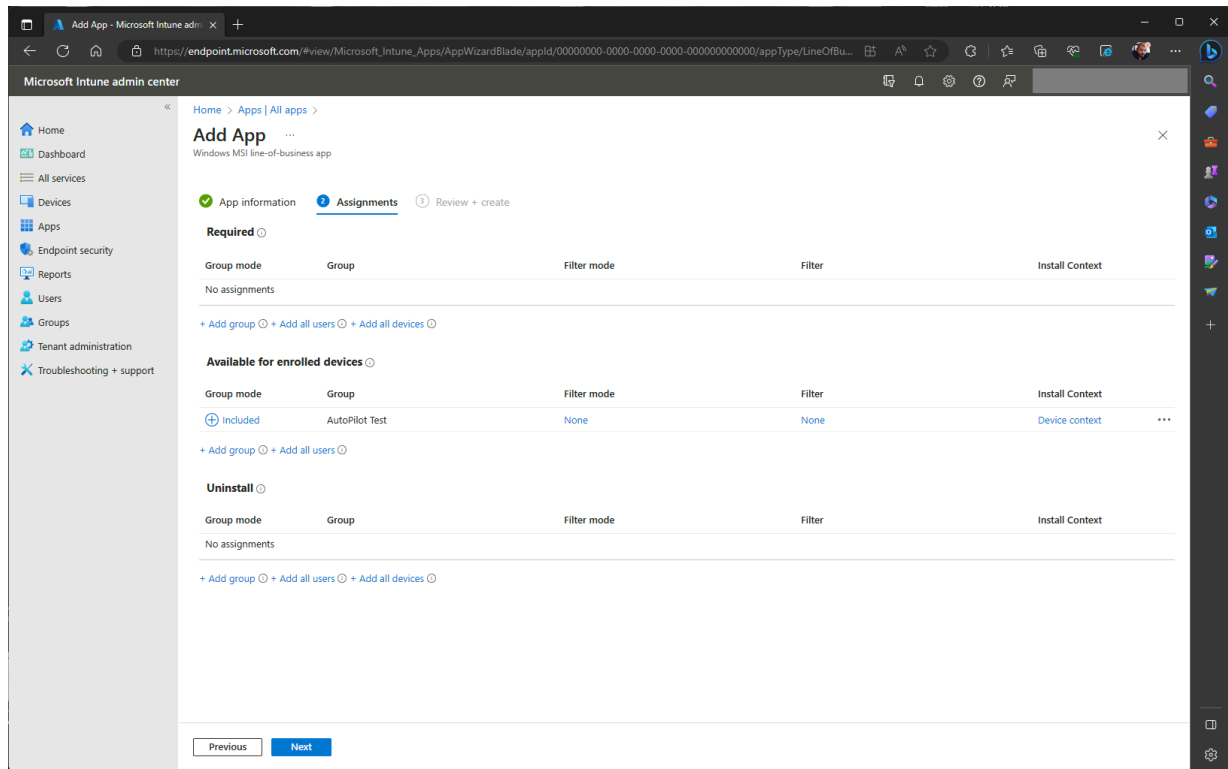 Add App - Microsoft Intune adm
https://endpoint.microsoft.com/#view/Microsoft_Intune_Apps/AppWizardBlade/appId/00000000-0000-0000-0000-000000000000/appType/LineOfBu...
Microsoft Intune admin center
Home
Dashboard
All services
Devices
Apps
Endpoint security
Reports
Users
Groups
Tenant administration
Troubleshooting + support
Home > Apps | All apps >
Add App ...
Windows MSI line-of-business app
App information 2 Assignments 3 Review + create
Required
Group mode Group Filter mode Filter Install Context
No assignments
+ Add group + Add all users + Add all devices
Available for enrolled devices
Group mode Group Filter mode Filter Install Context
Included AutoPilot Test None None Device context
+ Add group + Add all users
Uninstall
Group mode Group Filter mode Filter Install Context
No assignments
+ Add group + Add all users + Add all devices
Previous Next